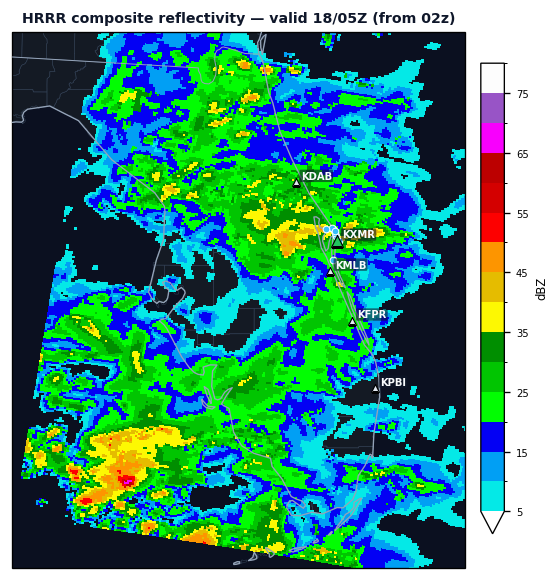 HRRR composite reflectivity — valid 18/05Z (from 02z)
KDAB
KXMR
KMLB
KFPR
KPBI
75
65
55
45
35
25
15
5
dBZ